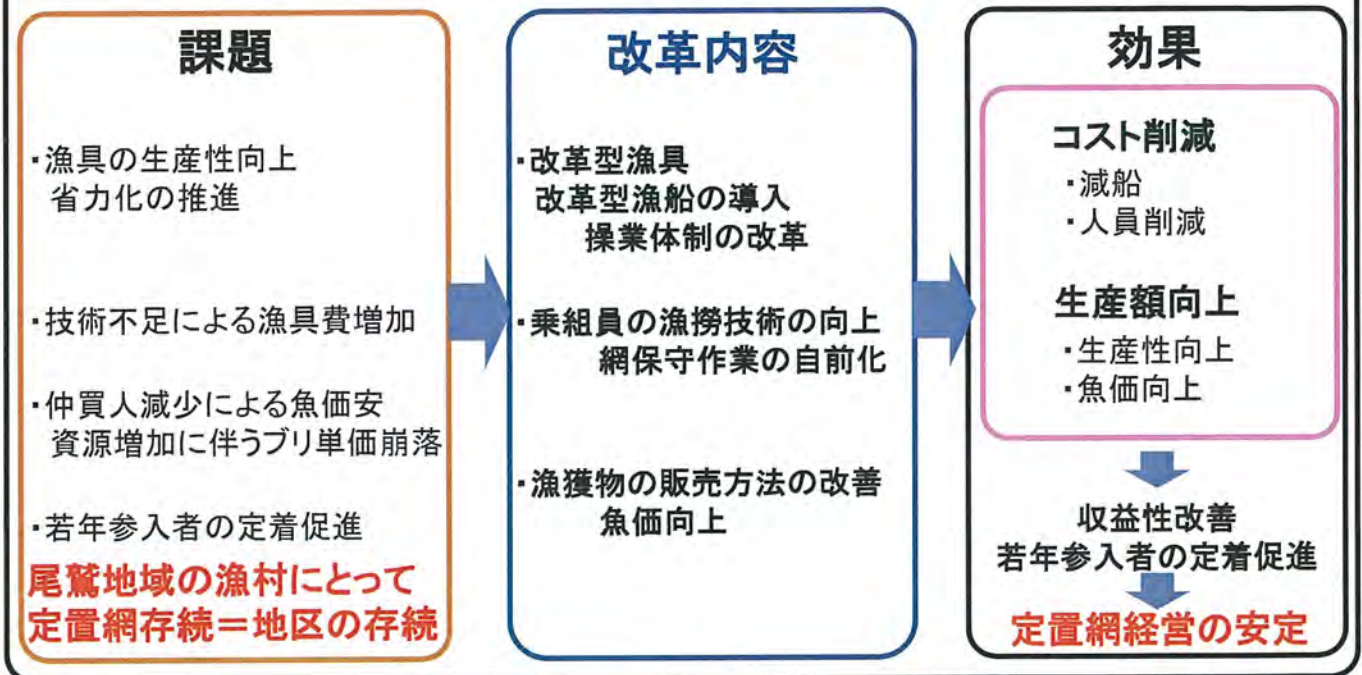 課題
・漁具の生産性向上
省力化の推進
・技術不足による漁具費増加
・仲買人減少による魚価安
資源増加に伴うブリ単価崩落
・若年参入者の定着促進
尾鷲地域の漁村にとって
定置網存続＝地区の存続
改革内容
・改革型漁具
改革型漁船の導入
操業体制の改革
・乗組員の漁撈技術の向上
網保守作業の自前化
・漁獲物の販売方法の改善
魚価向上
効果
コスト削減
・減船
・人員削減
生産額向上
・生産性向上
・魚価向上
収益性改善
若年参入者の定着促進
定置網経営の安定